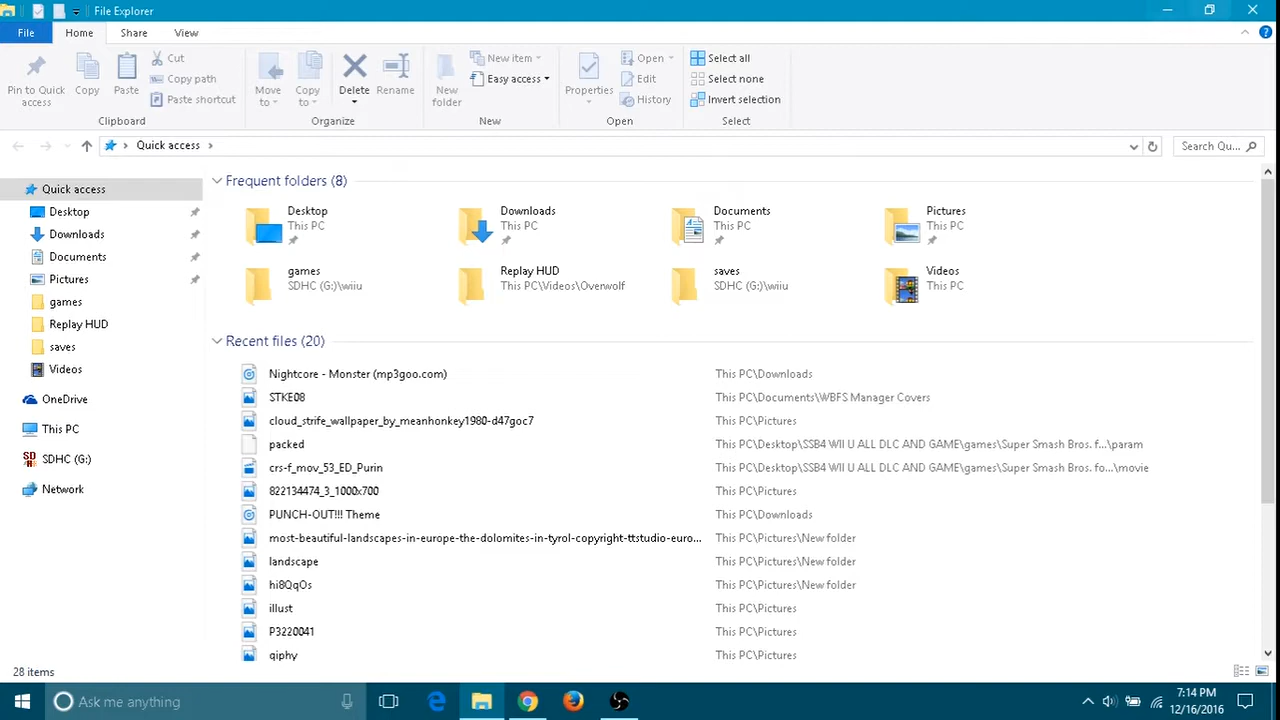 File Explorer
File Home Share View
Pin to Quick access
Copy
Paste
Cut
Copy path
Paste shortcut
Clipboard
Move to
Copy to
Delete
Rename
Organize
New folder
New item
Easy access
New
Properties
Open
Edit
History
Open
Select all
Select none
Invert selection
Select
Quick access
Search Qu...
Quick access
Desktop
Downloads
Documents
Pictures
games
Replay HUD
saves
Videos
OneDrive
This PC
SDHC (G:)
Network
Frequent folders (8)
Desktop
This PC
Downloads
This PC
Documents
This PC
Pictures
This PC
games
SDHC (G:)\wiiu
Replay HUD
This PC\Videos\Overwolf
saves
SDHC (G:)\wiiu
Videos
This PC
Recent files (20)
Nightcore - Monster (mp3goo.com) This PC\Downloads
STKE08 This PC\Documents\WBFS Manager Covers
cloud_strife_wallpaper_by_meanhonkey1980-d47goc7 This PC\Pictures
packed This PC\Desktop\SSB4 WII U ALL DLC AND GAME\games\Super Smash Bros. f...\param
crs-f_mov_53_ED_Purin This PC\Desktop\SSB4 WII U ALL DLC AND GAME\games\Super Smash Bros. fo...\movie
822134474_3_1000x700 This PC\Pictures
PUNCH-OUT!!! Theme This PC\Downloads
most-beautiful-landscapes-in-europe-the-dolomites-in-tyrol-copyright-ttstudio-euro... This PC\Pictures\New folder
landscape This PC\Pictures\New folder
hi8QqOs This PC\Pictures\New folder
illust This PC\Pictures
P3220041 This PC\Pictures
giphy This PC\Pictures
28 items
Ask me anything
7:14 PM
12/16/2016